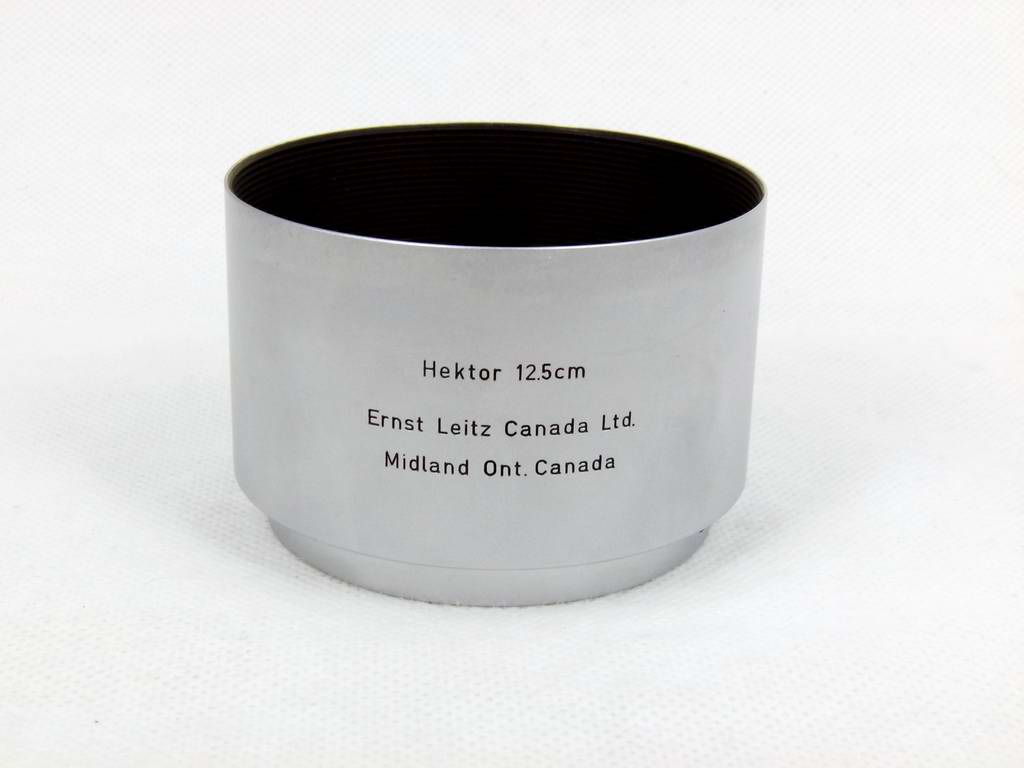 Hektor 12.5cm
Ernst Leitz Canada Ltd.
Midland Ont. Canada